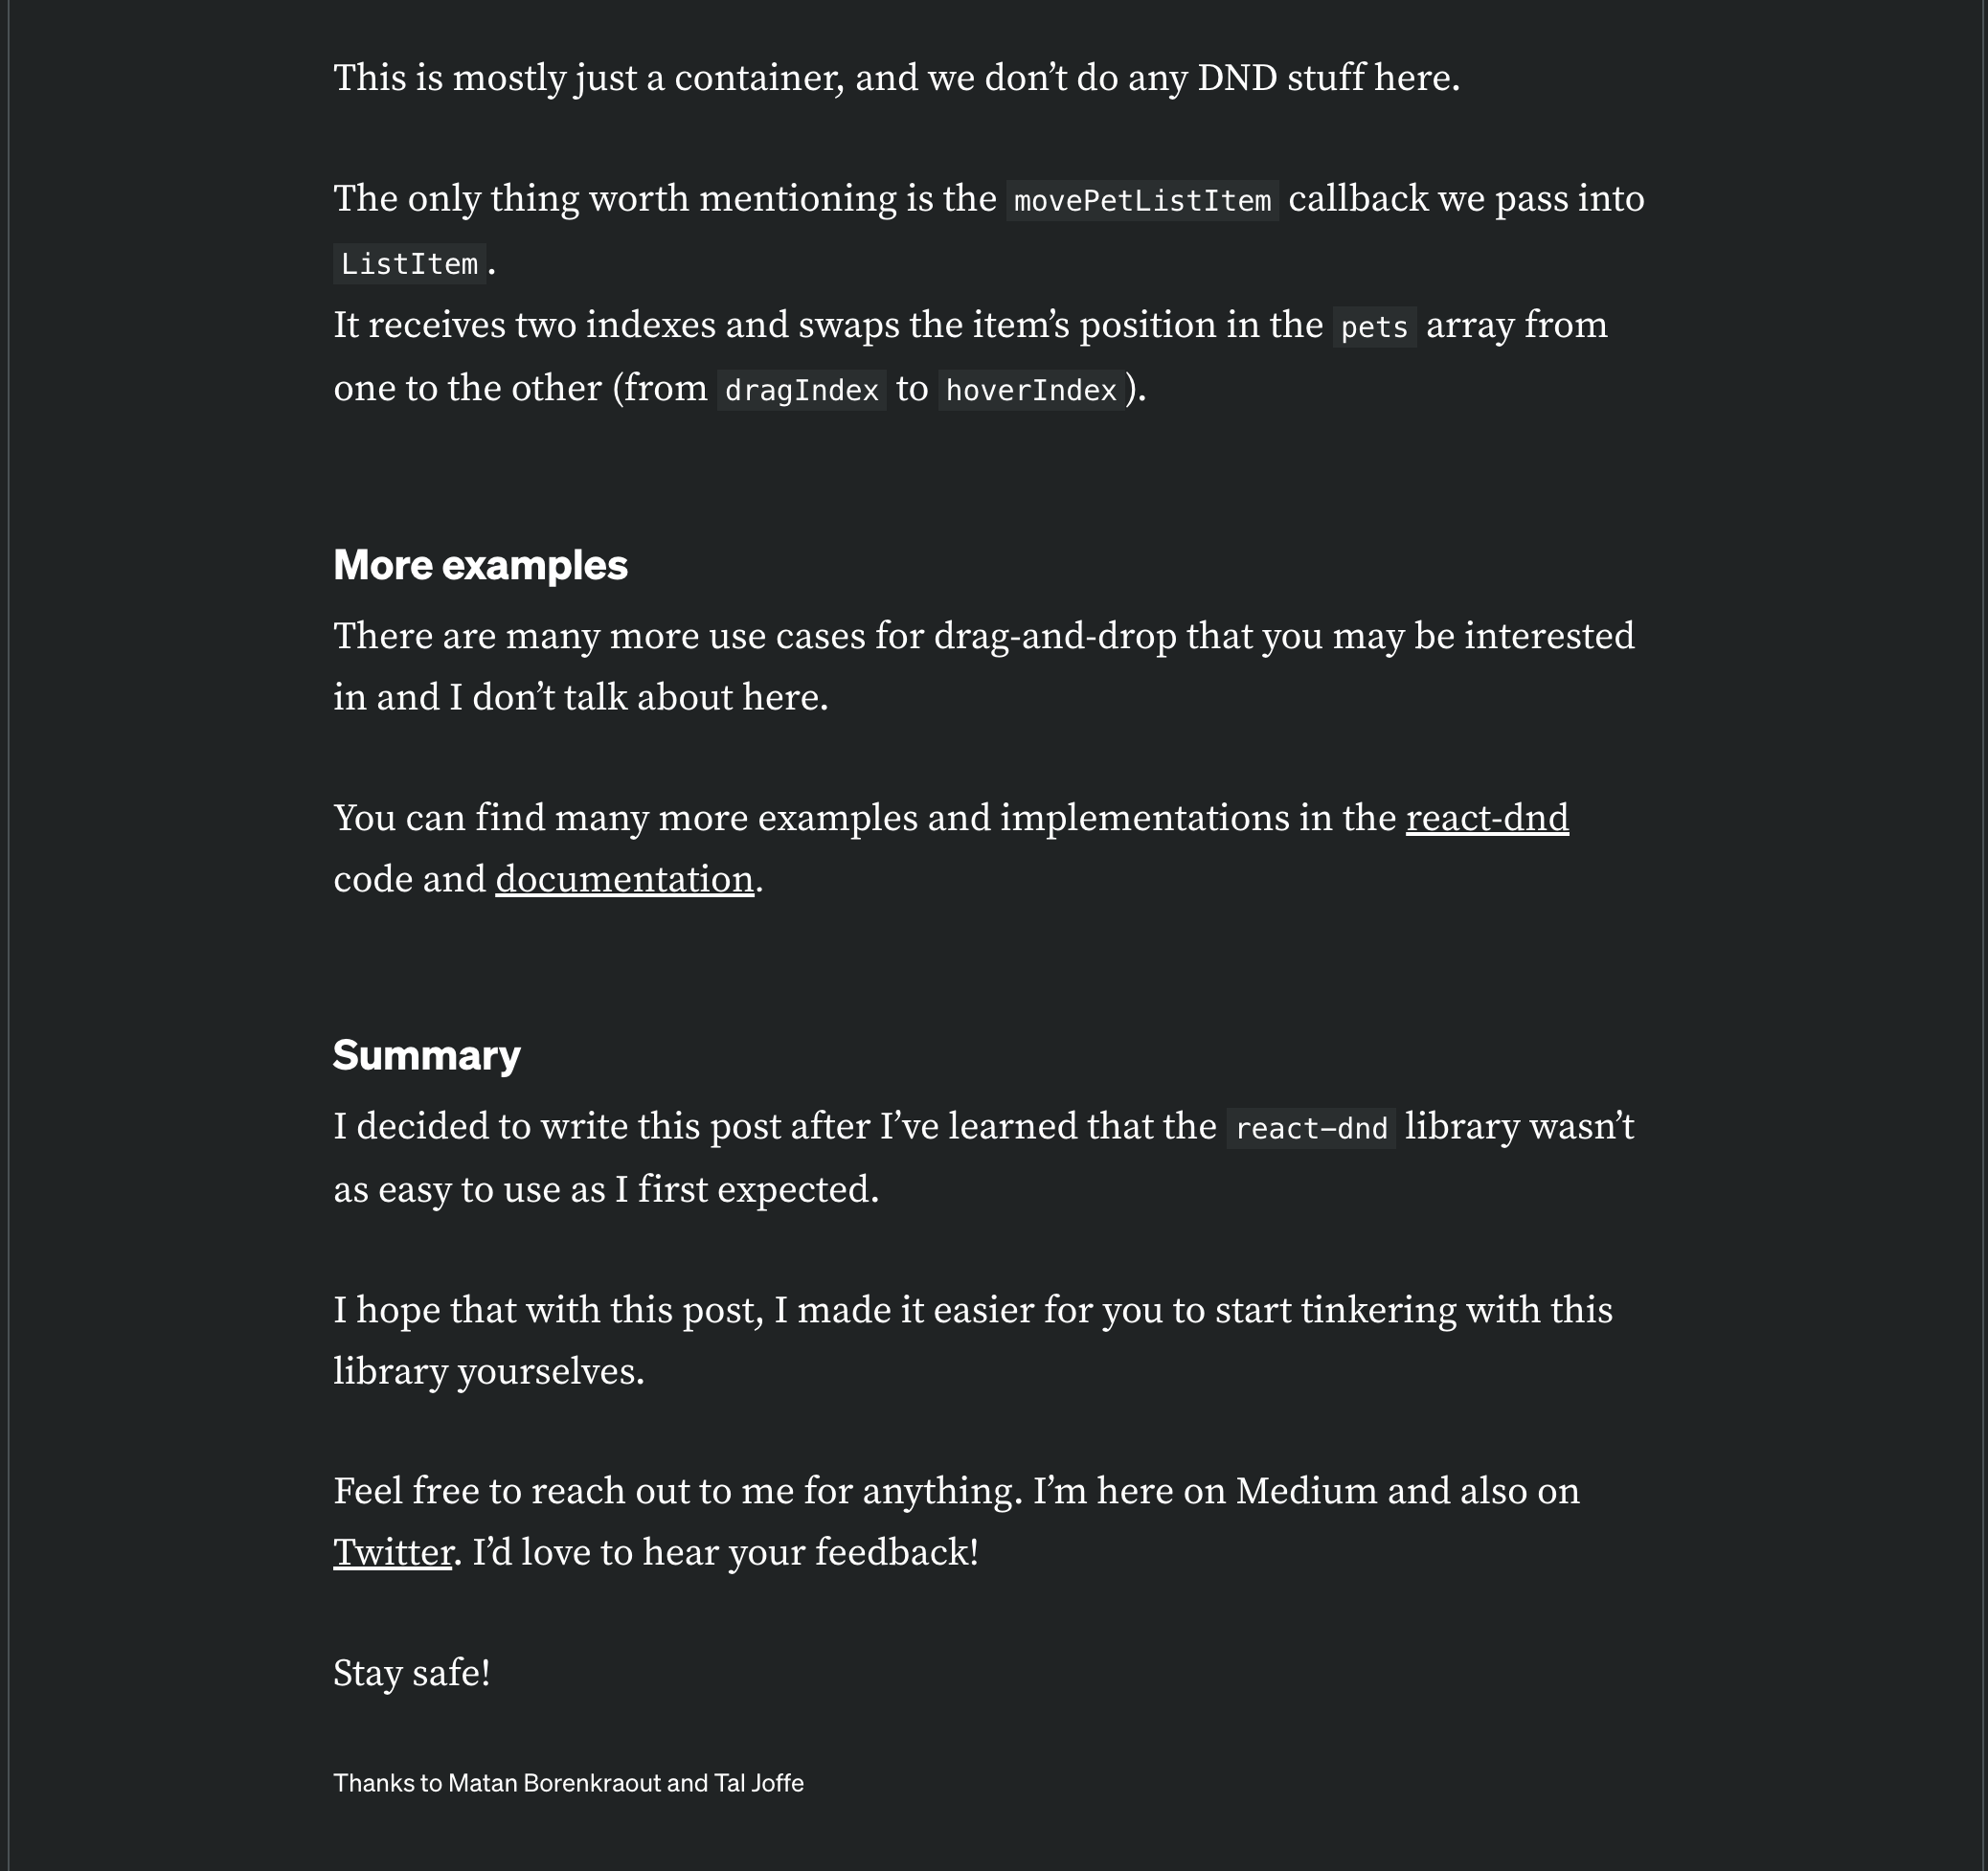 This is mostly just a container, and we don’t do any DND stuff here.
The only thing worth mentioning is the movePetListItem callback we pass into
ListItem.
It receives two indexes and swaps the item’s position in the pets array from
one to the other (from dragIndex to hoverIndex).
More examples
There are many more use cases for drag-and-drop that you may be interested
in and I don’t talk about here.
You can find many more examples and implementations in the react-dnd
code and documentation.
Summary
I decided to write this post after I’ve learned that the react-dnd library wasn’t
as easy to use as I first expected.
I hope that with this post, I made it easier for you to start tinkering with this
library yourselves.
Feel free to reach out to me for anything. I’m here on Medium and also on
Twitter. I’d love to hear your feedback!
Stay safe!
Thanks to Matan Borenkraout and Tal Joffe